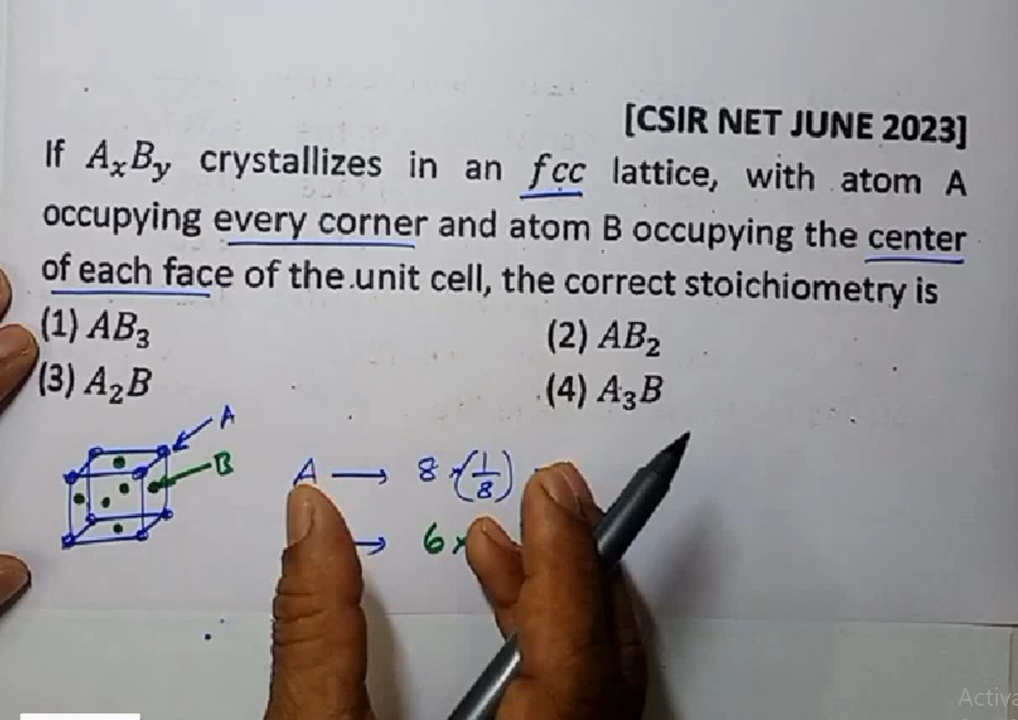 [CSIR NET JUNE 2023]
If AₓBᵧ crystallizes in an fcc lattice, with atom A
occupying every corner and atom B occupying the center
of each face of the unit cell, the correct stoichiometry is
(1) AB₃ (2) AB₂
(3) A₂B (4) A₃B
A
B
A → 8 × (1/8)
→ 6 ×
Activa